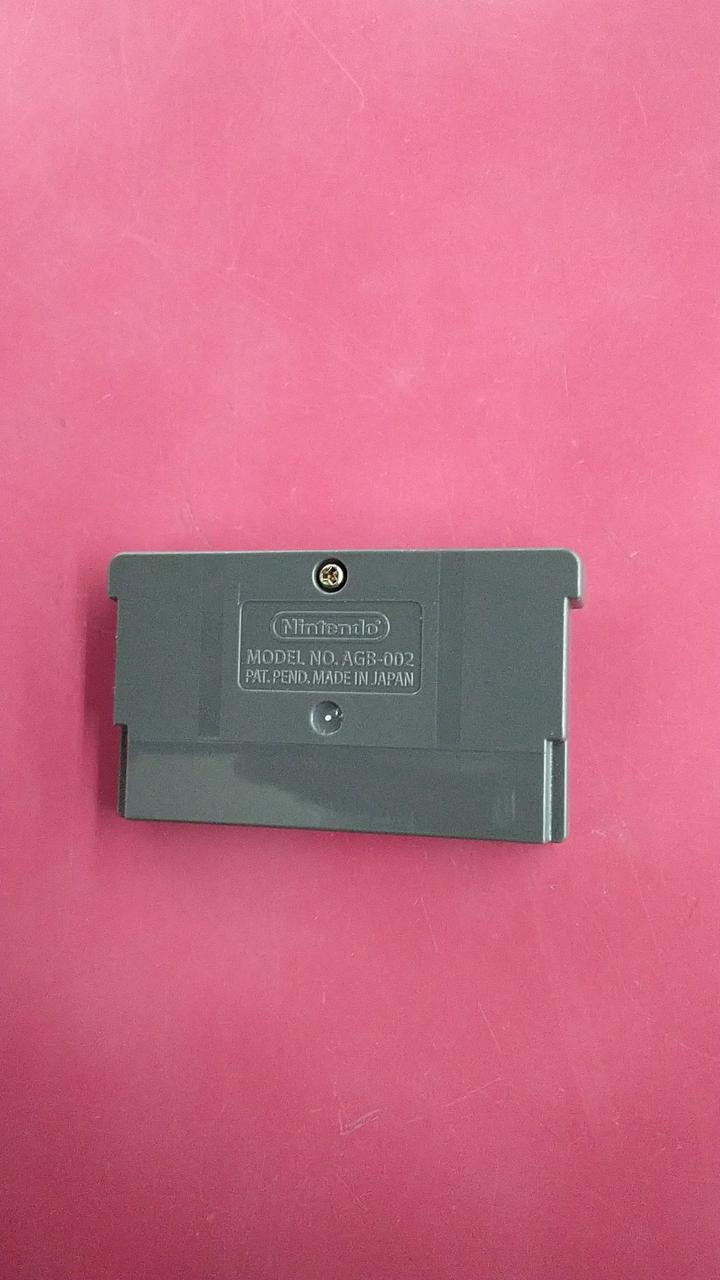 Nintendo®
MODEL NO. AGB-002
PAT. PEND. MADE IN JAPAN